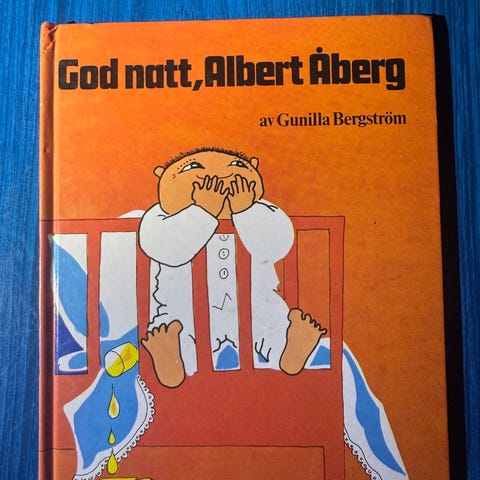 God natt, Albert Åberg
av Gunilla Bergström